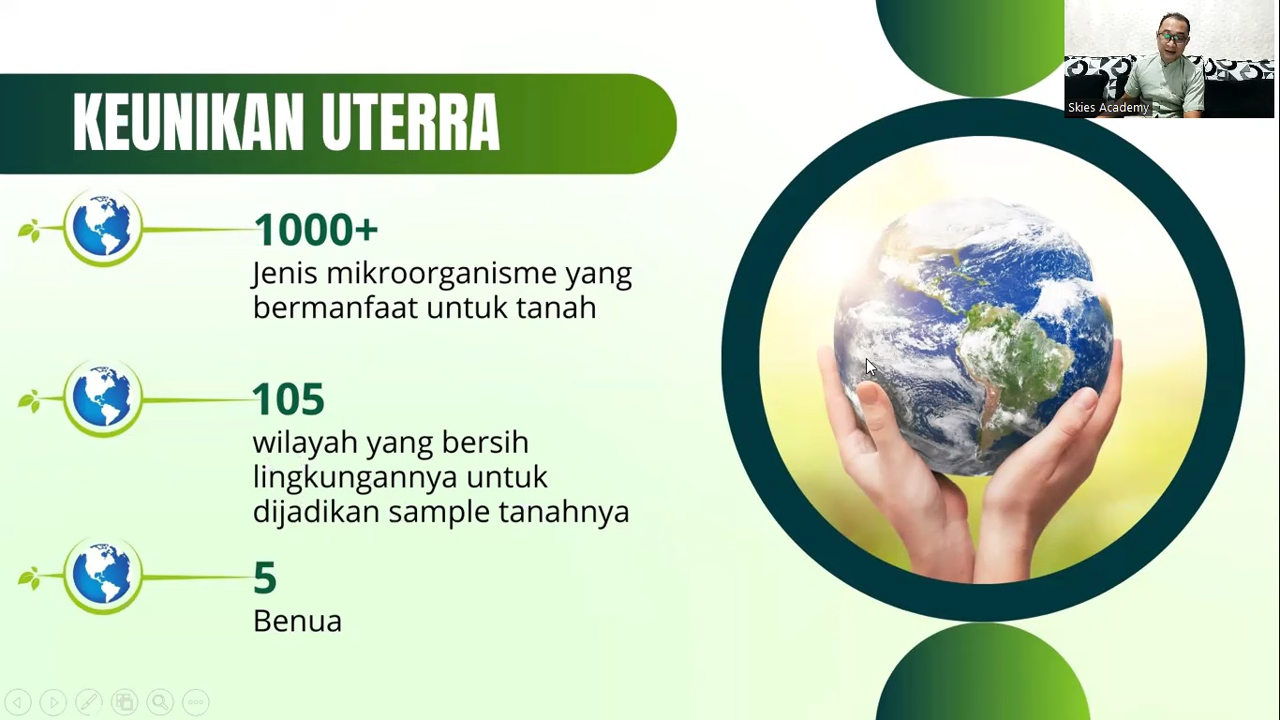 KEUNIKAN UTERRA
1000+
Jenis mikroorganisme yang
bermanfaat untuk tanah
105
wilayah yang bersih
lingkungannya untuk
dijadikan sample tanahnya
5
Benua
Skies Academy